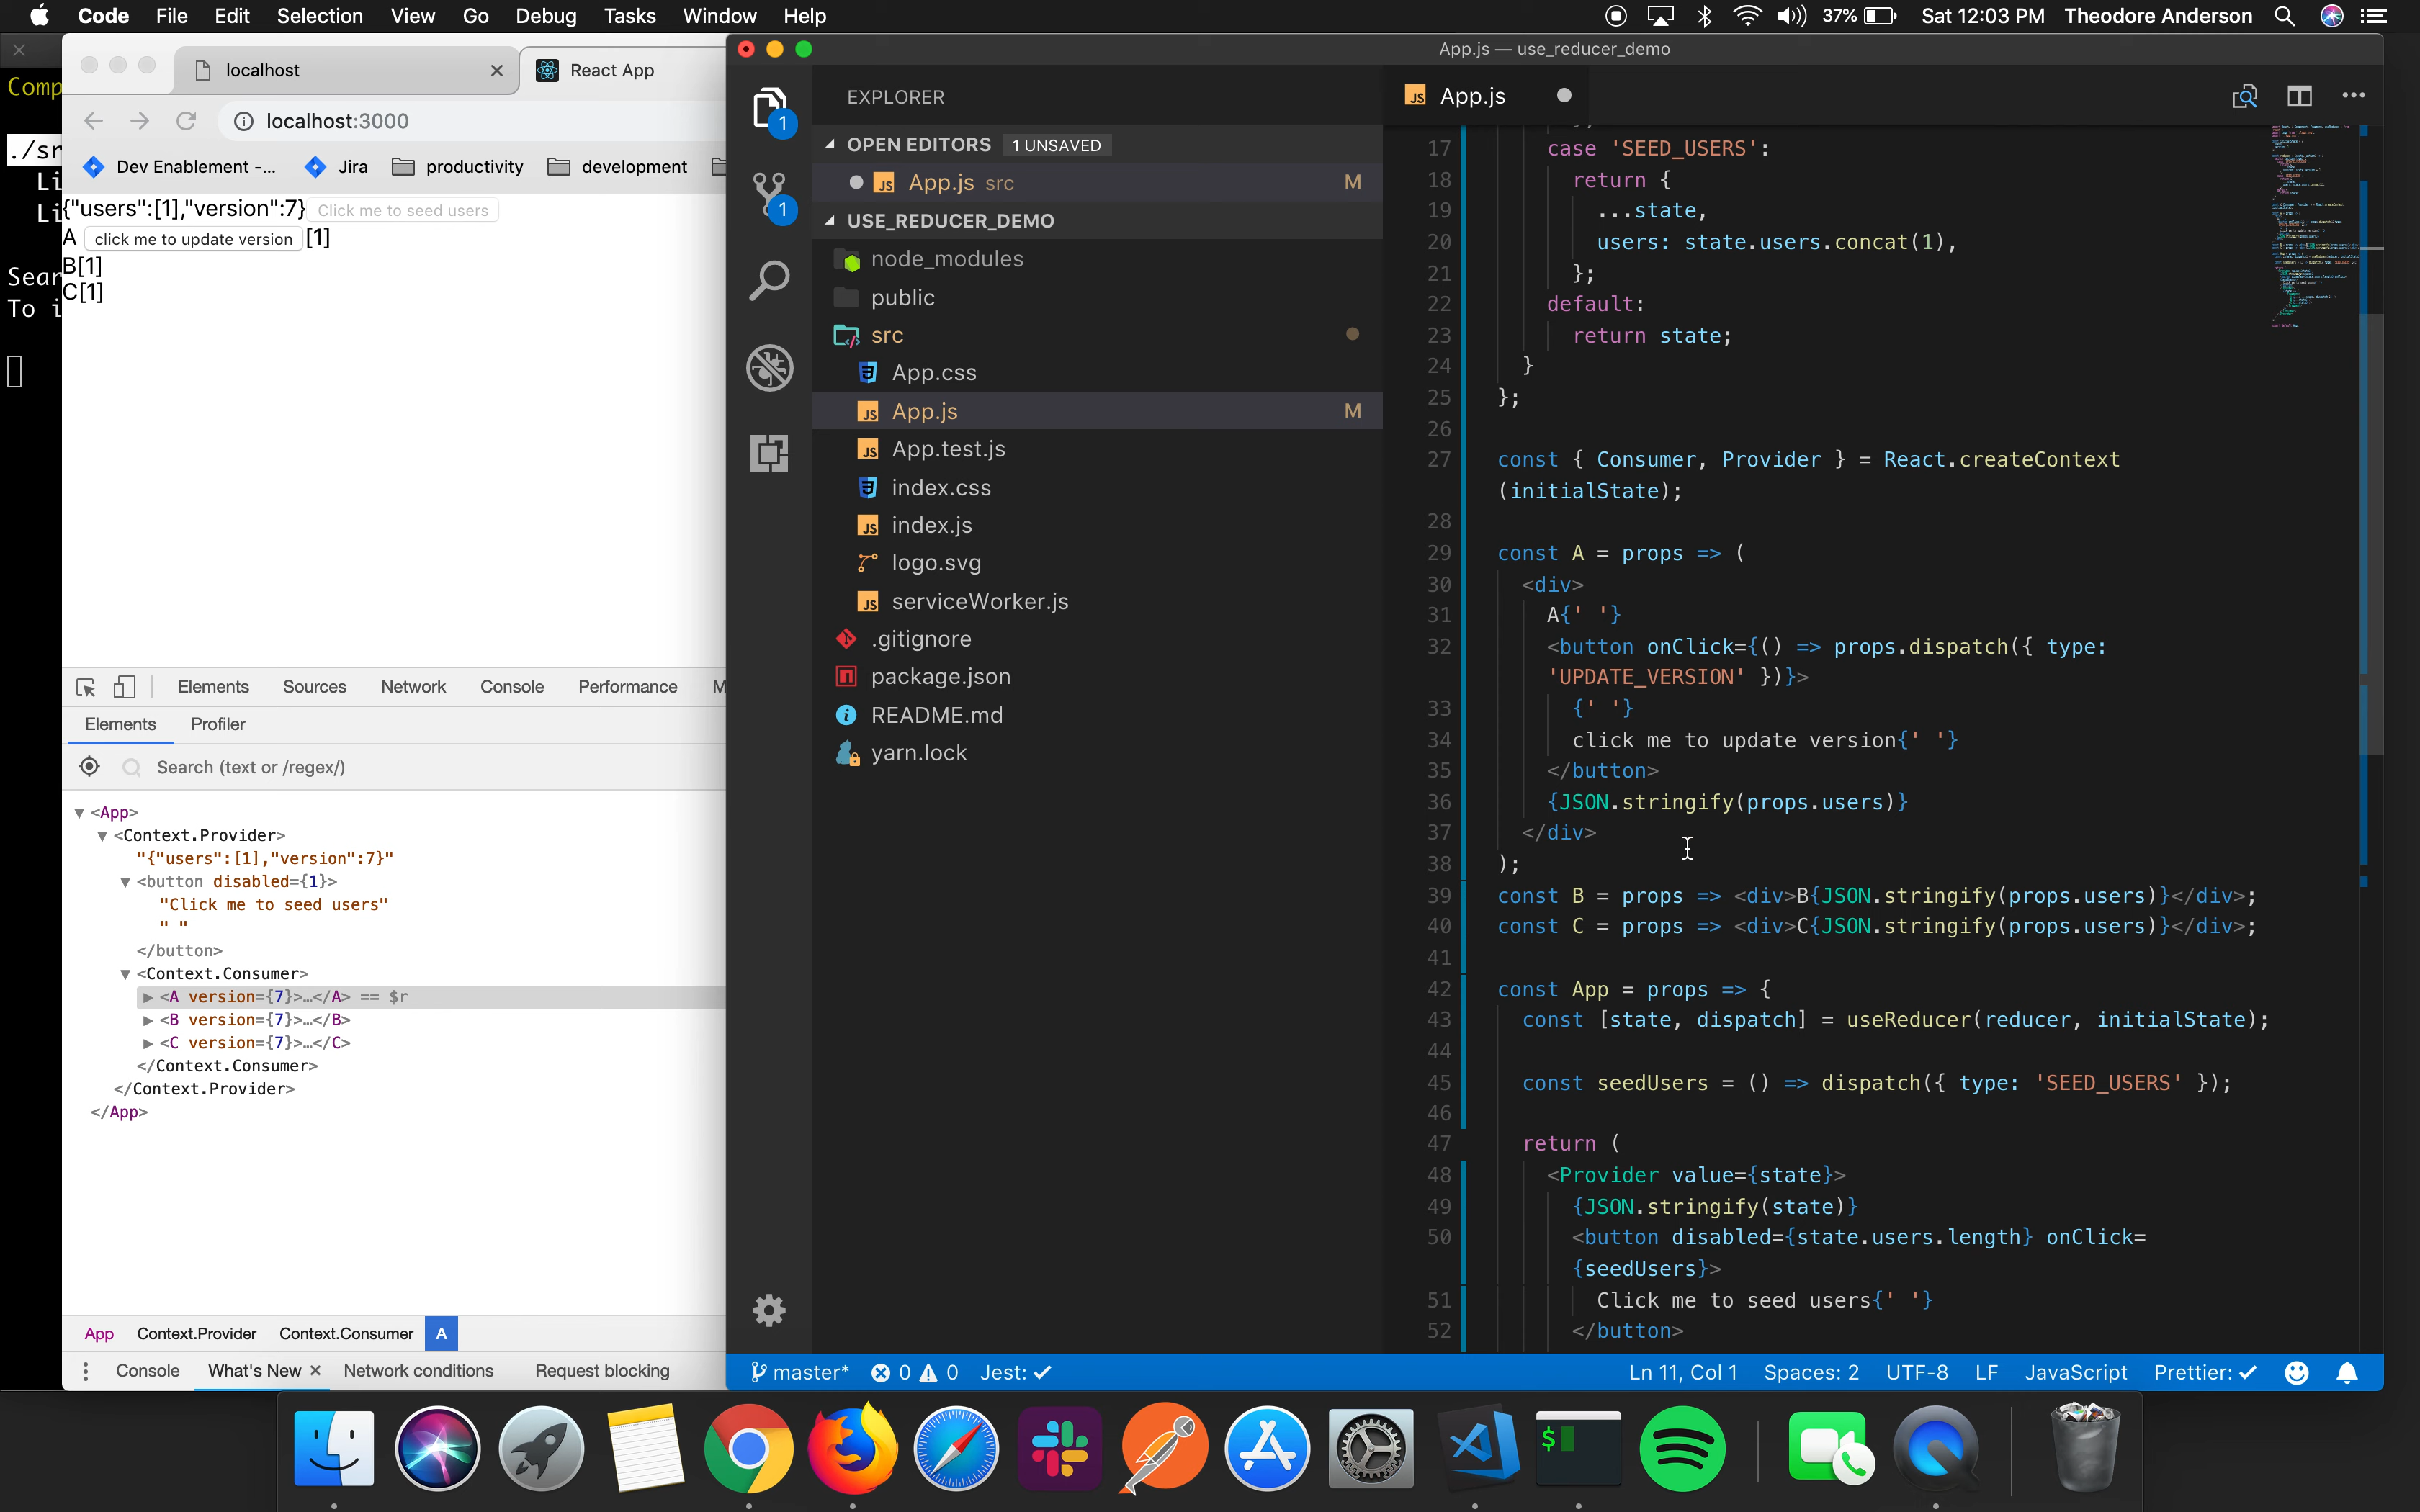 Code File Edit Selection View Go Debug Tasks Window Help
37% Sat 12:03 PM Theodore Anderson
Comp
./sr
Li
Li
Sear
To i
localhost
React App
localhost:3000
Dev Enablement -... Jira productivity development
{"users":[1],"version":7} Click me to seed users
A click me to update version [1]
B[1]
C[1]
Elements Sources Network Console Performance M
Elements Profiler
Search (text or /regex/)
<App>
<Context.Provider>
"{"users":[1],"version":7}"
<button disabled={1}>
"Click me to seed users"
" "
</button>
<Context.Consumer>
<A version={7}>…</A> == $r
<B version={7}>…</B>
<C version={7}>…</C>
</Context.Consumer>
</Context.Provider>
</App>
App Context.Provider Context.Consumer A
Console What's New Network conditions Request blocking
App.js — use_reducer_demo
1
1
EXPLORER
OPEN EDITORS 1 UNSAVED
JS App.js src M
USE_REDUCER_DEMO
node_modules
public
src
App.css
JS App.js M
JS App.test.js
index.css
JS index.js
logo.svg
JS serviceWorker.js
.gitignore
package.json
README.md
yarn.lock
JS App.js
17 case 'SEED_USERS':
18 return {
19 ...state,
20 users: state.users.concat(1),
21 };
22 default:
23 return state;
24 }
25 };
26
27 const { Consumer, Provider } = React.createContext
(initialState);
28
29 const A = props => (
30 <div>
31 A{' '}
32 <button onClick={() => props.dispatch({ type:
'UPDATE_VERSION' })}>
33 {' '}
34 click me to update version{' '}
35 </button>
36 {JSON.stringify(props.users)}
37 </div>
38 );
39 const B = props => <div>B{JSON.stringify(props.users)}</div>;
40 const C = props => <div>C{JSON.stringify(props.users)}</div>;
41
42 const App = props => {
43 const [state, dispatch] = useReducer(reducer, initialState);
44
45 const seedUsers = () => dispatch({ type: 'SEED_USERS' });
46
47 return (
48 <Provider value={state}>
49 {JSON.stringify(state)}
50 <button disabled={state.users.length} onClick=
{seedUsers}>
51 Click me to seed users{' '}
52 </button>
master* 0 0 Jest: Ln 11, Col 1 Spaces: 2 UTF-8 LF JavaScript Prettier:
$